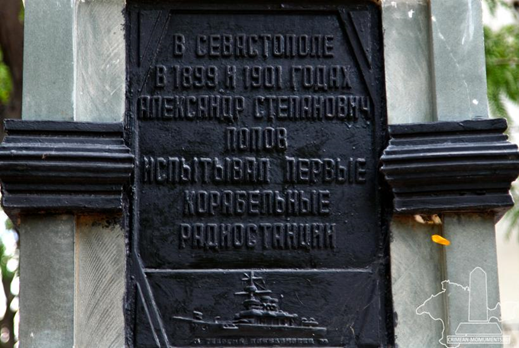 В СЕВАСТОПОЛЕ
В 1899 И 1901 ГОДАХ
АЛЕКСАНДР СТЕПАНОВИЧ
ПОПОВ
ИСПЫТЫВАЛ ПЕРВЫЕ
КОРАБЕЛЬНЫЕ
РАДИОСТАНЦИИ